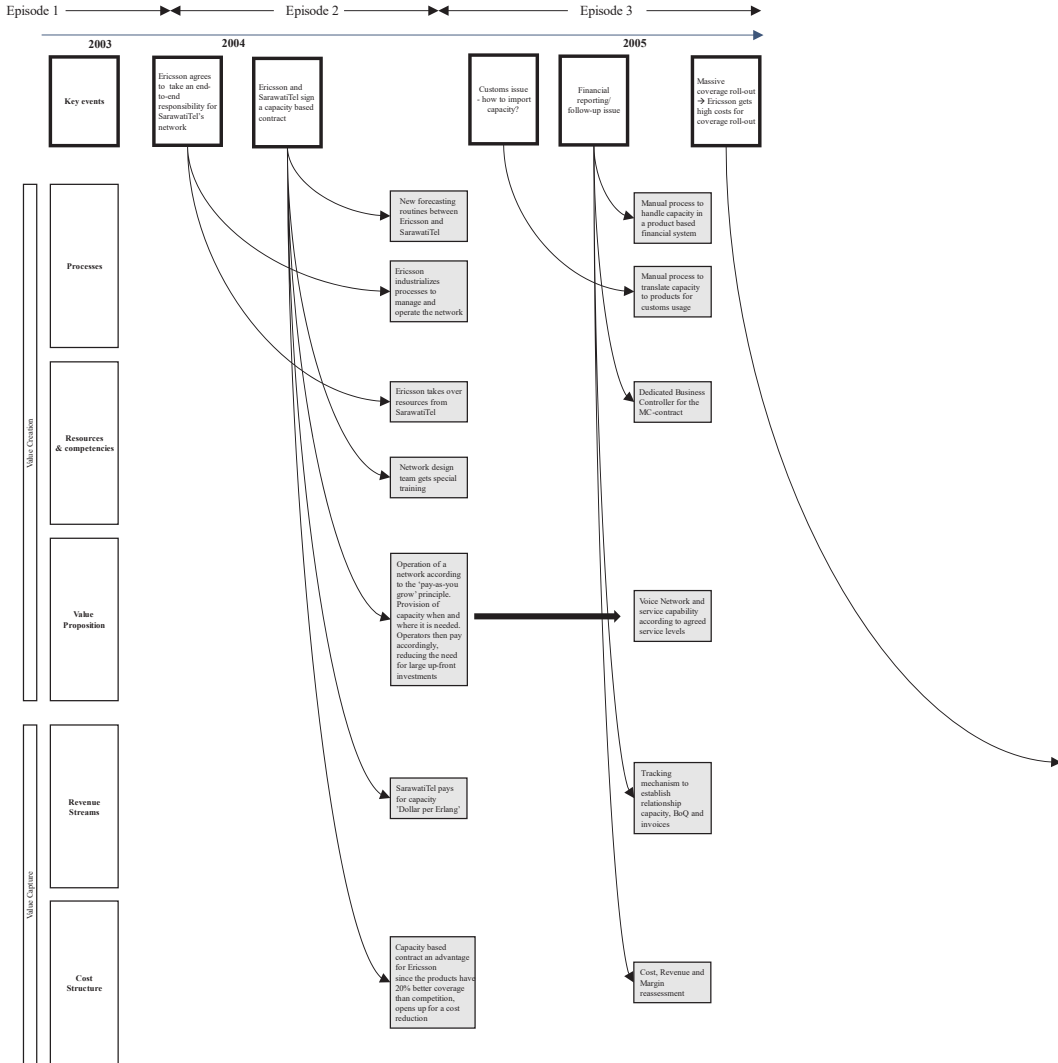 Episode 1
Episode 2
Episode 3
2003
2004
2005
Key events
Ericsson agrees
to take an end-
to-end
responsibility for
SarawatiTel's
network
Ericsson and
SarawatiTel sign
a capacity based
contract
Customs issue
- how to import
capacity?
Financial
reporting/
follow-up issue
Massive
coverage roll-out
→ Ericsson gets
high costs for
coverage roll-out
Value Creation
Processes
New forecasting
routines between
Ericsson and
SarawatiTel
Manual process to
handle capacity in
a product based
financial system
Ericsson
industrializes
processes to
manage and
operate the network
Manual process to
translate capacity
to products for
customs usage
Resources
& competencies
Ericsson takes over
resources from
SarawatiTel
Dedicated Business
Controller for the
MC-contract
Network design
team gets special
training
Value
Proposition
Operation of a
network according
to the 'pay-as-you
grow' principle.
Provision of
capacity when and
where it is needed.
Operators then pay
accordingly,
reducing the need
for large up-front
investments
Voice Network and
service capability
according to agreed
service levels
Value Capture
Revenue
Streams
SarawatiTel pays
for capacity
'Dollar per Erlang'
Tracking
mechanism to
establish
relationship
capacity, BoQ and
invoices
Cost
Structure
Capacity based
contract an advantage
for Ericsson
since the products have
20% better coverage
than competition,
opens up for a cost
reduction
Cost, Revenue and
Margin
reassessment